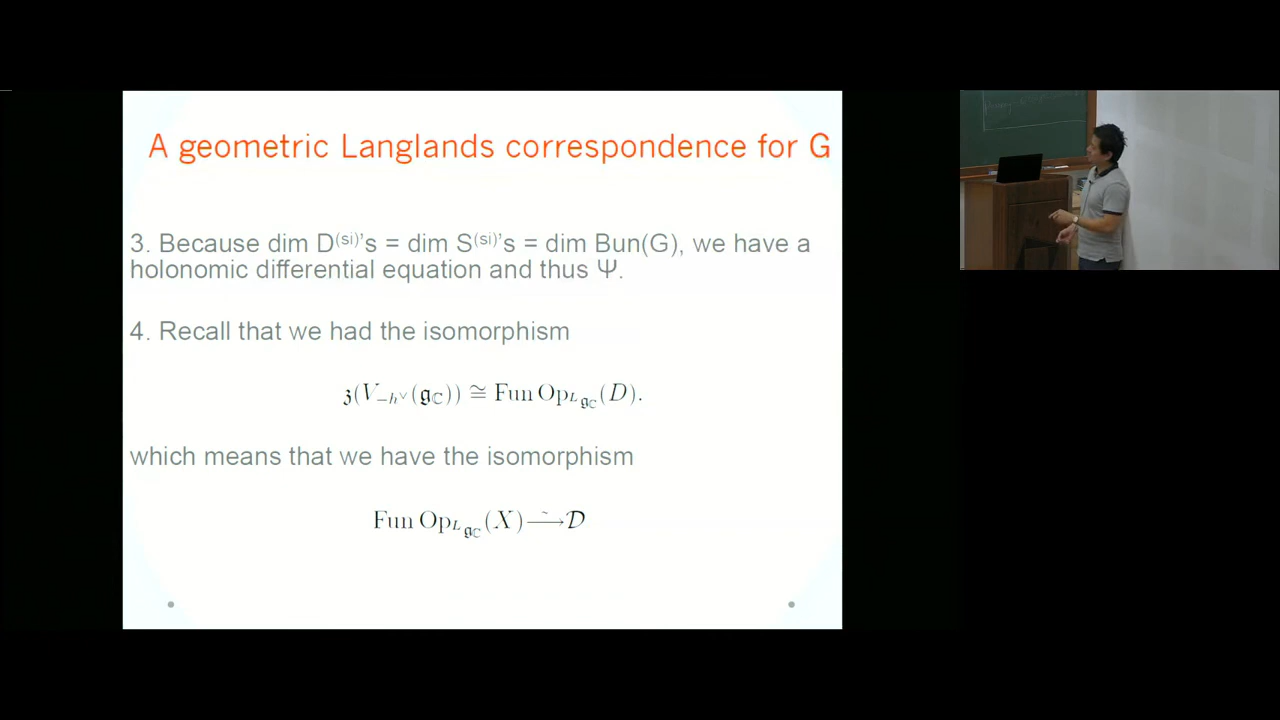 A geometric Langlands correspondence for G
3. Because dim D⁽ˢⁱ⁾'s = dim S⁽ˢⁱ⁾'s = dim Bun(G), we have a
holonomic differential equation and thus Ψ.
4. Recall that we had the isomorphism
𝔷(V_{-h^∨}(𝔤_ℂ)) ≅ Fun Op_{^L𝔤_ℂ}(D).
which means that we have the isomorphism
Fun Op_{^L𝔤_ℂ}(X) ⟶̃ 𝒟